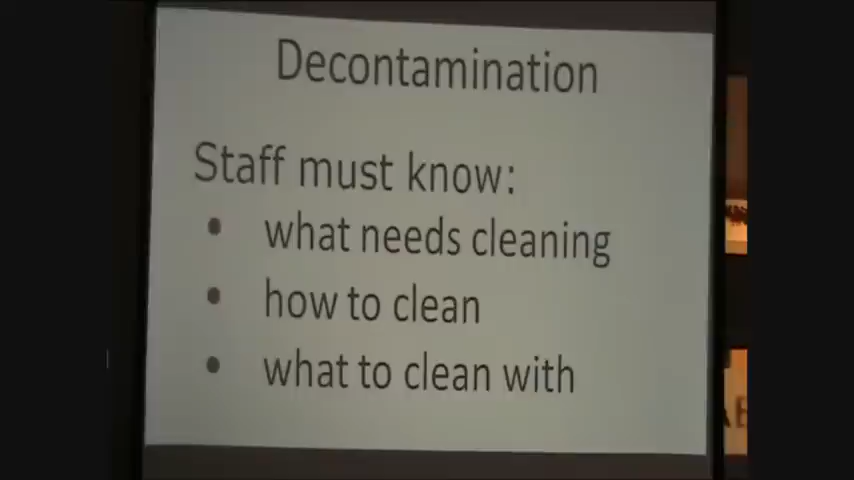 Decontamination
Staff must know:
• what needs cleaning
• how to clean
• what to clean with